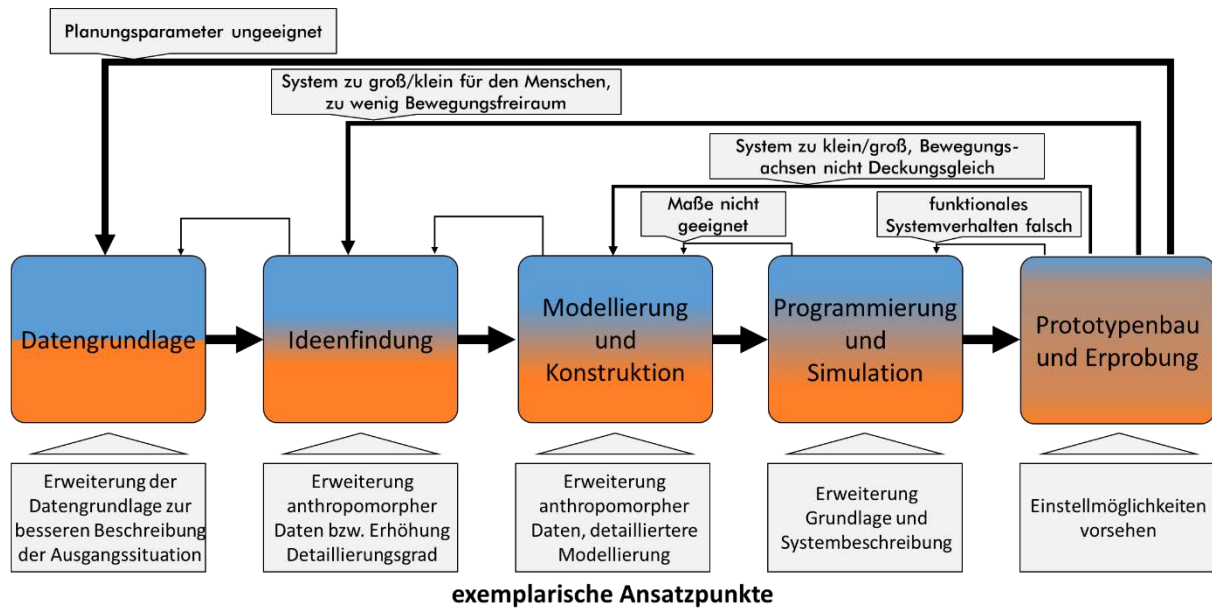 Planungsparameter ungeeignet
System zu groß/klein für den Menschen,
zu wenig Bewegungsfreiraum
System zu klein/groß, Bewegungs-
achsen nicht Deckungsgleich
Maße nicht
geeignet
funktionales
Systemverhalten falsch
Datengrundlage
Ideenfindung
Modellierung
und
Konstruktion
Programmierung
und
Simulation
Prototypenbau
und Erprobung
Erweiterung der
Datengrundlage zur
besseren Beschreibung
der Ausgangssituation
Erweiterung
anthropomorpher
Daten bzw. Erhöhung
Detaillierungsgrad
Erweiterung
anthropomorpher
Daten, detailliertere
Modellierung
Erweiterung
Grundlage und
Systembeschreibung
Einstellmöglichkeiten
vorsehen
exemplarische Ansatzpunkte